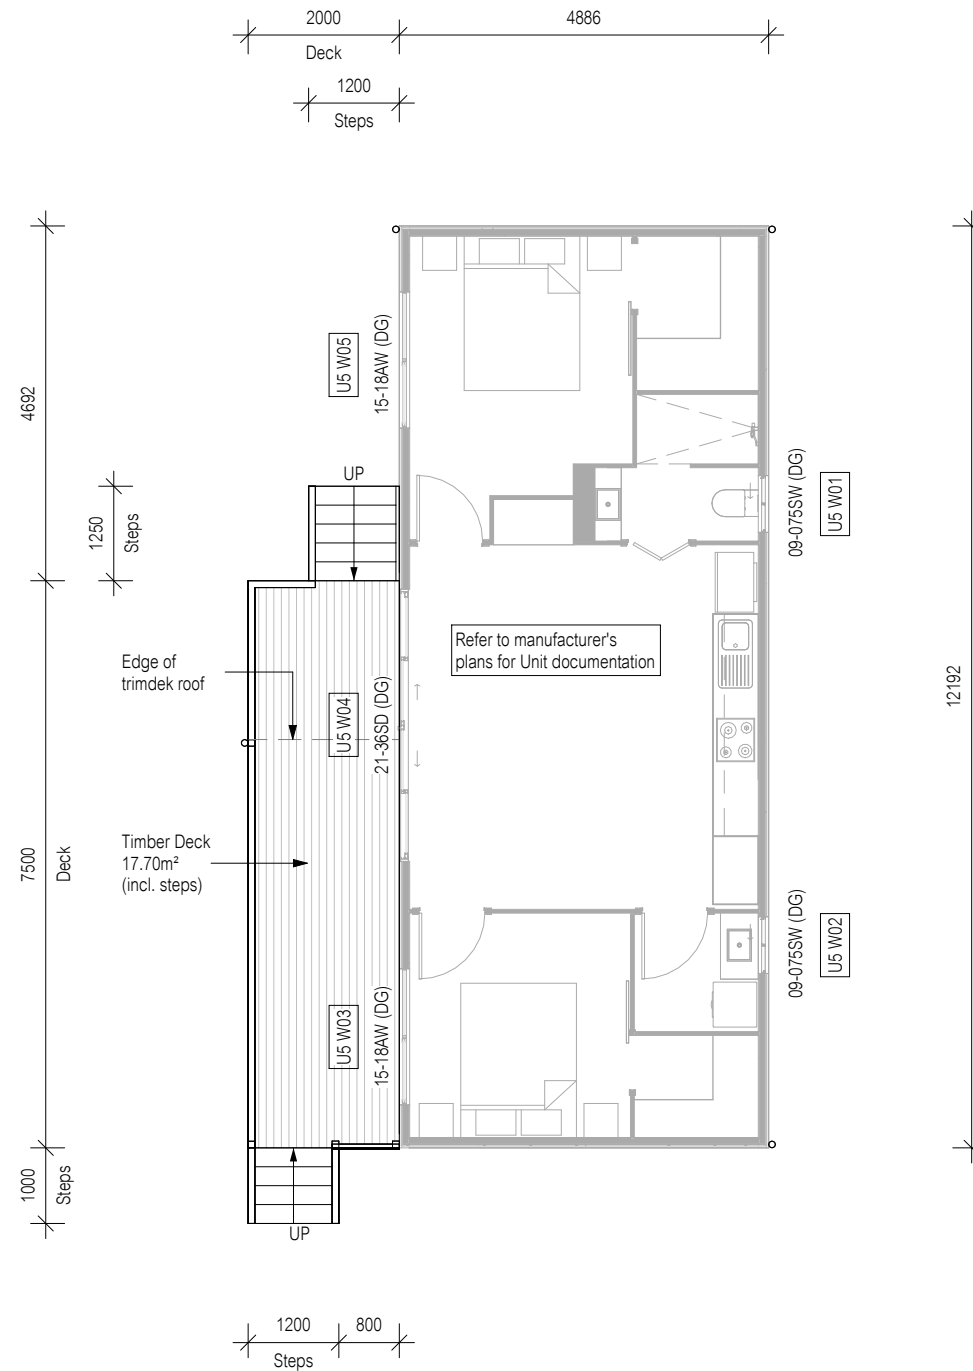 2000
4886
Deck
1200
Steps
4692
U5 W05
15-18AW (DG)
UP
1250
Steps
09-075SW (DG)
U5 W01
Refer to manufacturer's
plans for Unit documentation
Edge of
trimdek roof
U5 W04
21-36SD (DG)
12192
Timber Deck
17.70m²
(incl. steps)
7500
Deck
09-075SW (DG)
U5 W02
U5 W03
15-18AW (DG)
1000
Steps
UP
1200
800
Steps